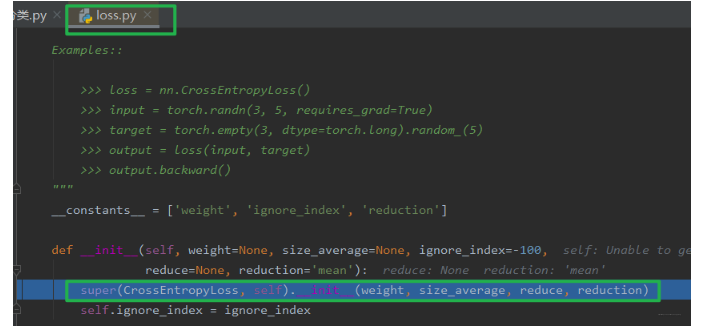 分类.py × loss.py ×
Examples::
>>> loss = nn.CrossEntropyLoss()
>>> input = torch.randn(3, 5, requires_grad=True)
>>> target = torch.empty(3, dtype=torch.long).random_(5)
>>> output = loss(input, target)
>>> output.backward()
"""
__constants__ = ['weight', 'ignore_index', 'reduction']
def __init__(self, weight=None, size_average=None, ignore_index=-100, self: Unable to ge
reduce=None, reduction='mean'): reduce: None reduction: 'mean'
super(CrossEntropyLoss, self).__init__(weight, size_average, reduce, reduction)
self.ignore_index = ignore_index